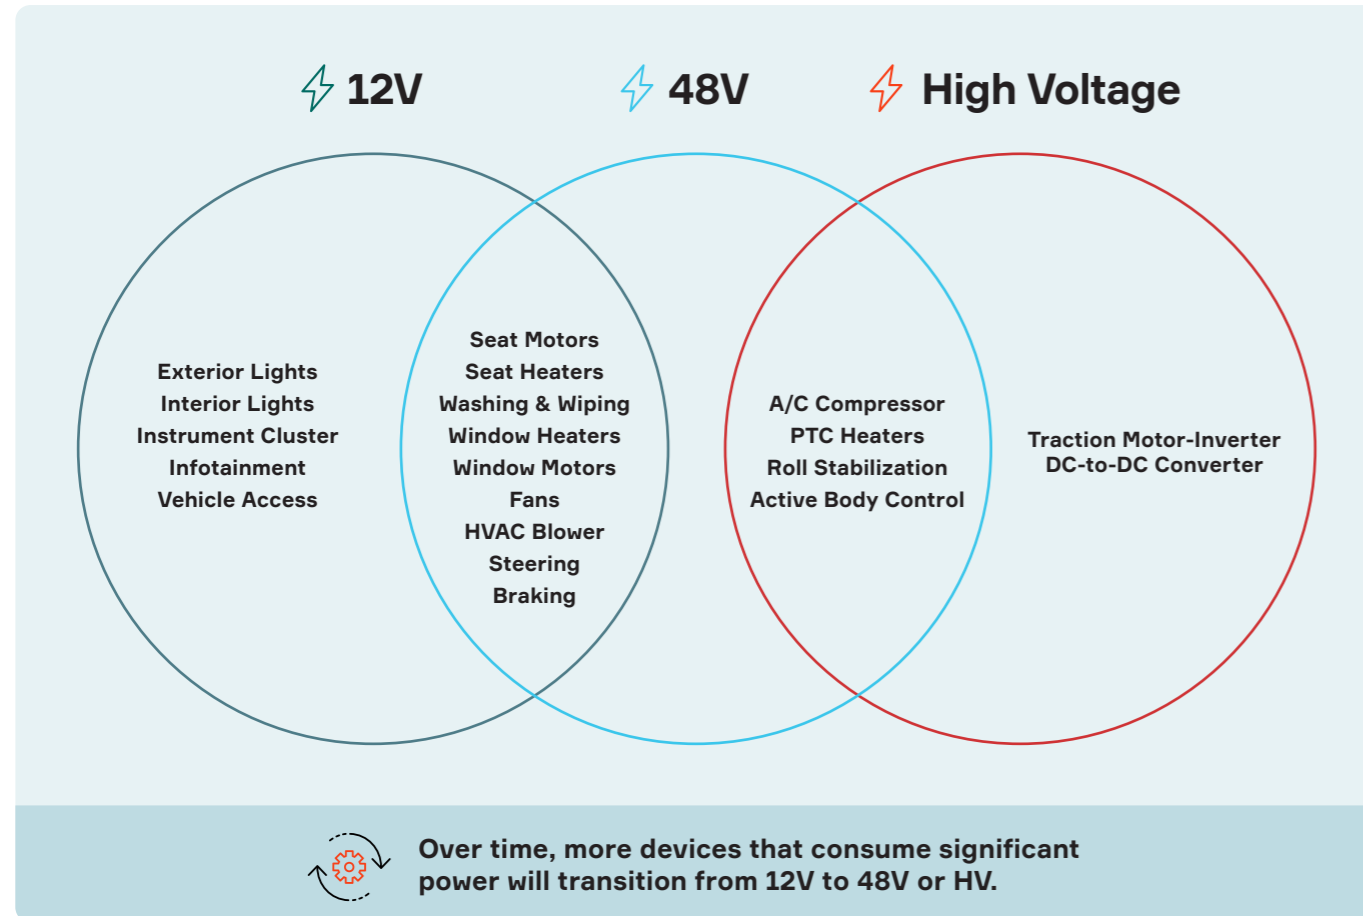 12V
48V
High Voltage
Exterior Lights
Interior Lights
Instrument Cluster
Infotainment
Vehicle Access
Seat Motors
Seat Heaters
Washing & Wiping
Window Heaters
Window Motors
Fans
HVAC Blower
Steering
Braking
A/C Compressor
PTC Heaters
Roll Stabilization
Active Body Control
Traction Motor-Inverter
DC-to-DC Converter
Over time, more devices that consume significant
power will transition from 12V to 48V or HV.